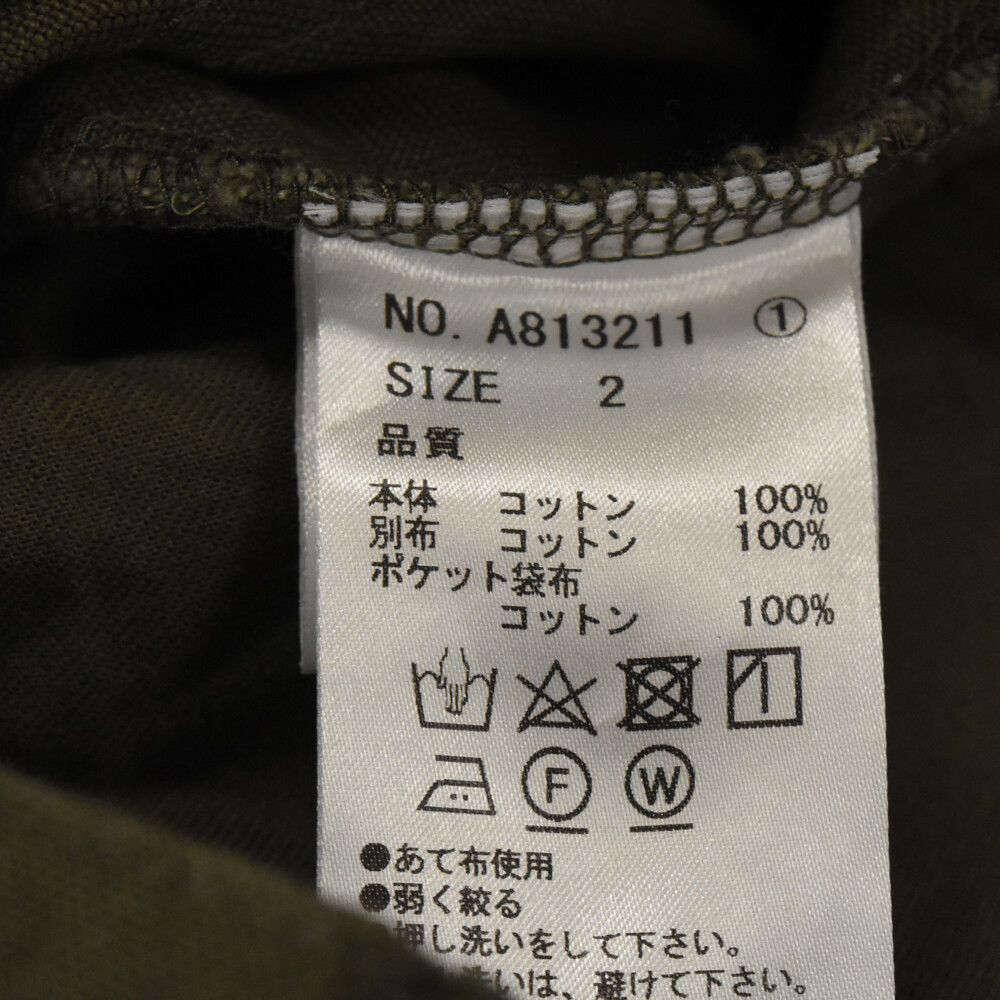 NO. A813211 ①
SIZE 2
品質
本体 コットン 100%
別布 コットン 100%
ポケット袋布
コットン 100%
F W
●あて布使用
●弱く絞る
押し洗いをして下さい。
洗いは、避けて下さい。